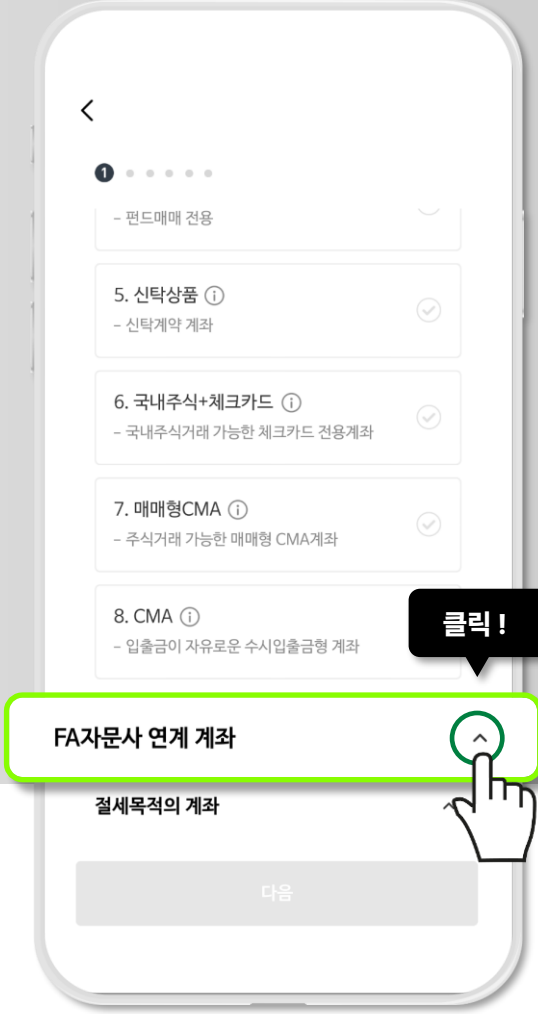 1
– 펀드매매 전용
5. 신탁상품
– 신탁계약 계좌
6. 국내주식+체크카드
– 국내주식거래 가능한 체크카드 전용계좌
7. 매매형CMA
– 주식거래 가능한 매매형 CMA계좌
8. CMA
– 입출금이 자유로운 수시입출금형 계좌
클릭 !
FA자문사 연계 계좌
절세목적의 계좌
다음